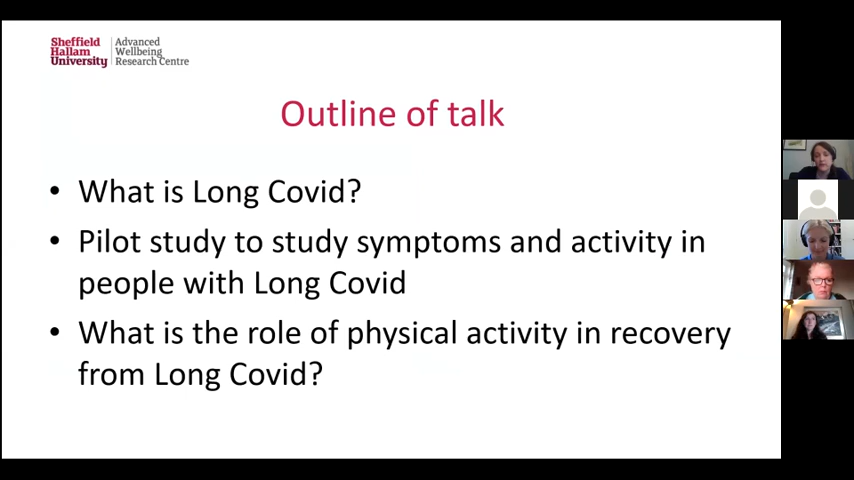 Sheffield
Hallam
University
Advanced
Wellbeing
Research Centre
Outline of talk
• What is Long Covid?
• Pilot study to study symptoms and activity in
people with Long Covid
• What is the role of physical activity in recovery
from Long Covid?